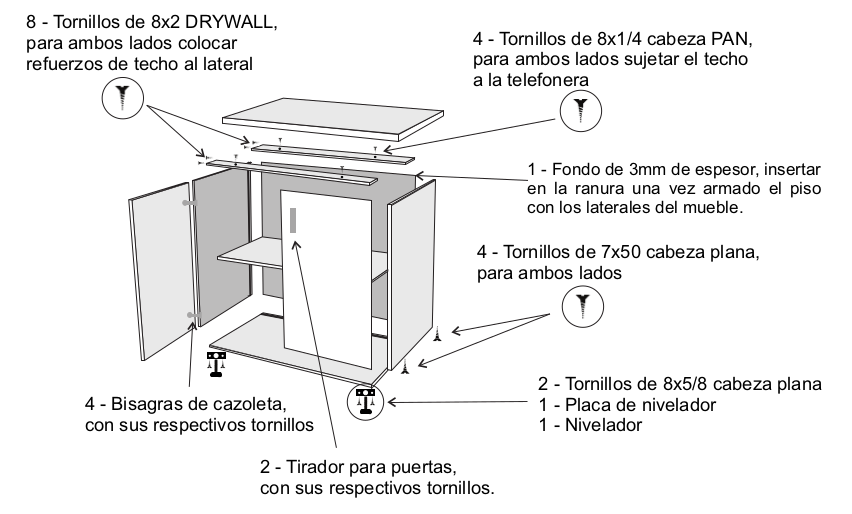 8 - Tornillos de 8x2 DRYWALL,
para ambos lados colocar
refuerzos de techo al lateral
4 - Tornillos de 8x1/4 cabeza PAN,
para ambos lados sujetar el techo
a la telefonera
1 - Fondo de 3mm de espesor, insertar
en la ranura una vez armado el piso
con los laterales del mueble.
4 - Tornillos de 7x50 cabeza plana,
para ambos lados
2 - Tornillos de 8x5/8 cabeza plana
1 - Placa de nivelador
1 - Nivelador
4 - Bisagras de cazoleta,
con sus respectivos tornillos
2 - Tirador para puertas,
con sus respectivos tornillos.